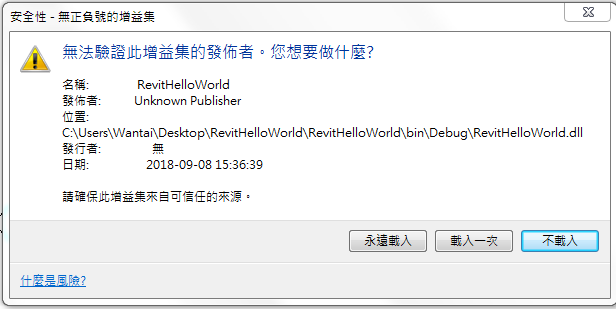 安全性 - 無正負號的增益集
無法驗證此增益集的發佈者。您想要做什麼?
名稱: RevitHelloWorld
發佈者: Unknown Publisher
位置:
C:\Users\Wantai\Desktop\RevitHelloWorld\RevitHelloWorld\bin\Debug\RevitHelloWorld.dll
發行者: 無
日期: 2018-09-08 15:36:39
請確保此增益集來自可信任的來源。
永遠載入 載入一次 不載入
什麼是風險?